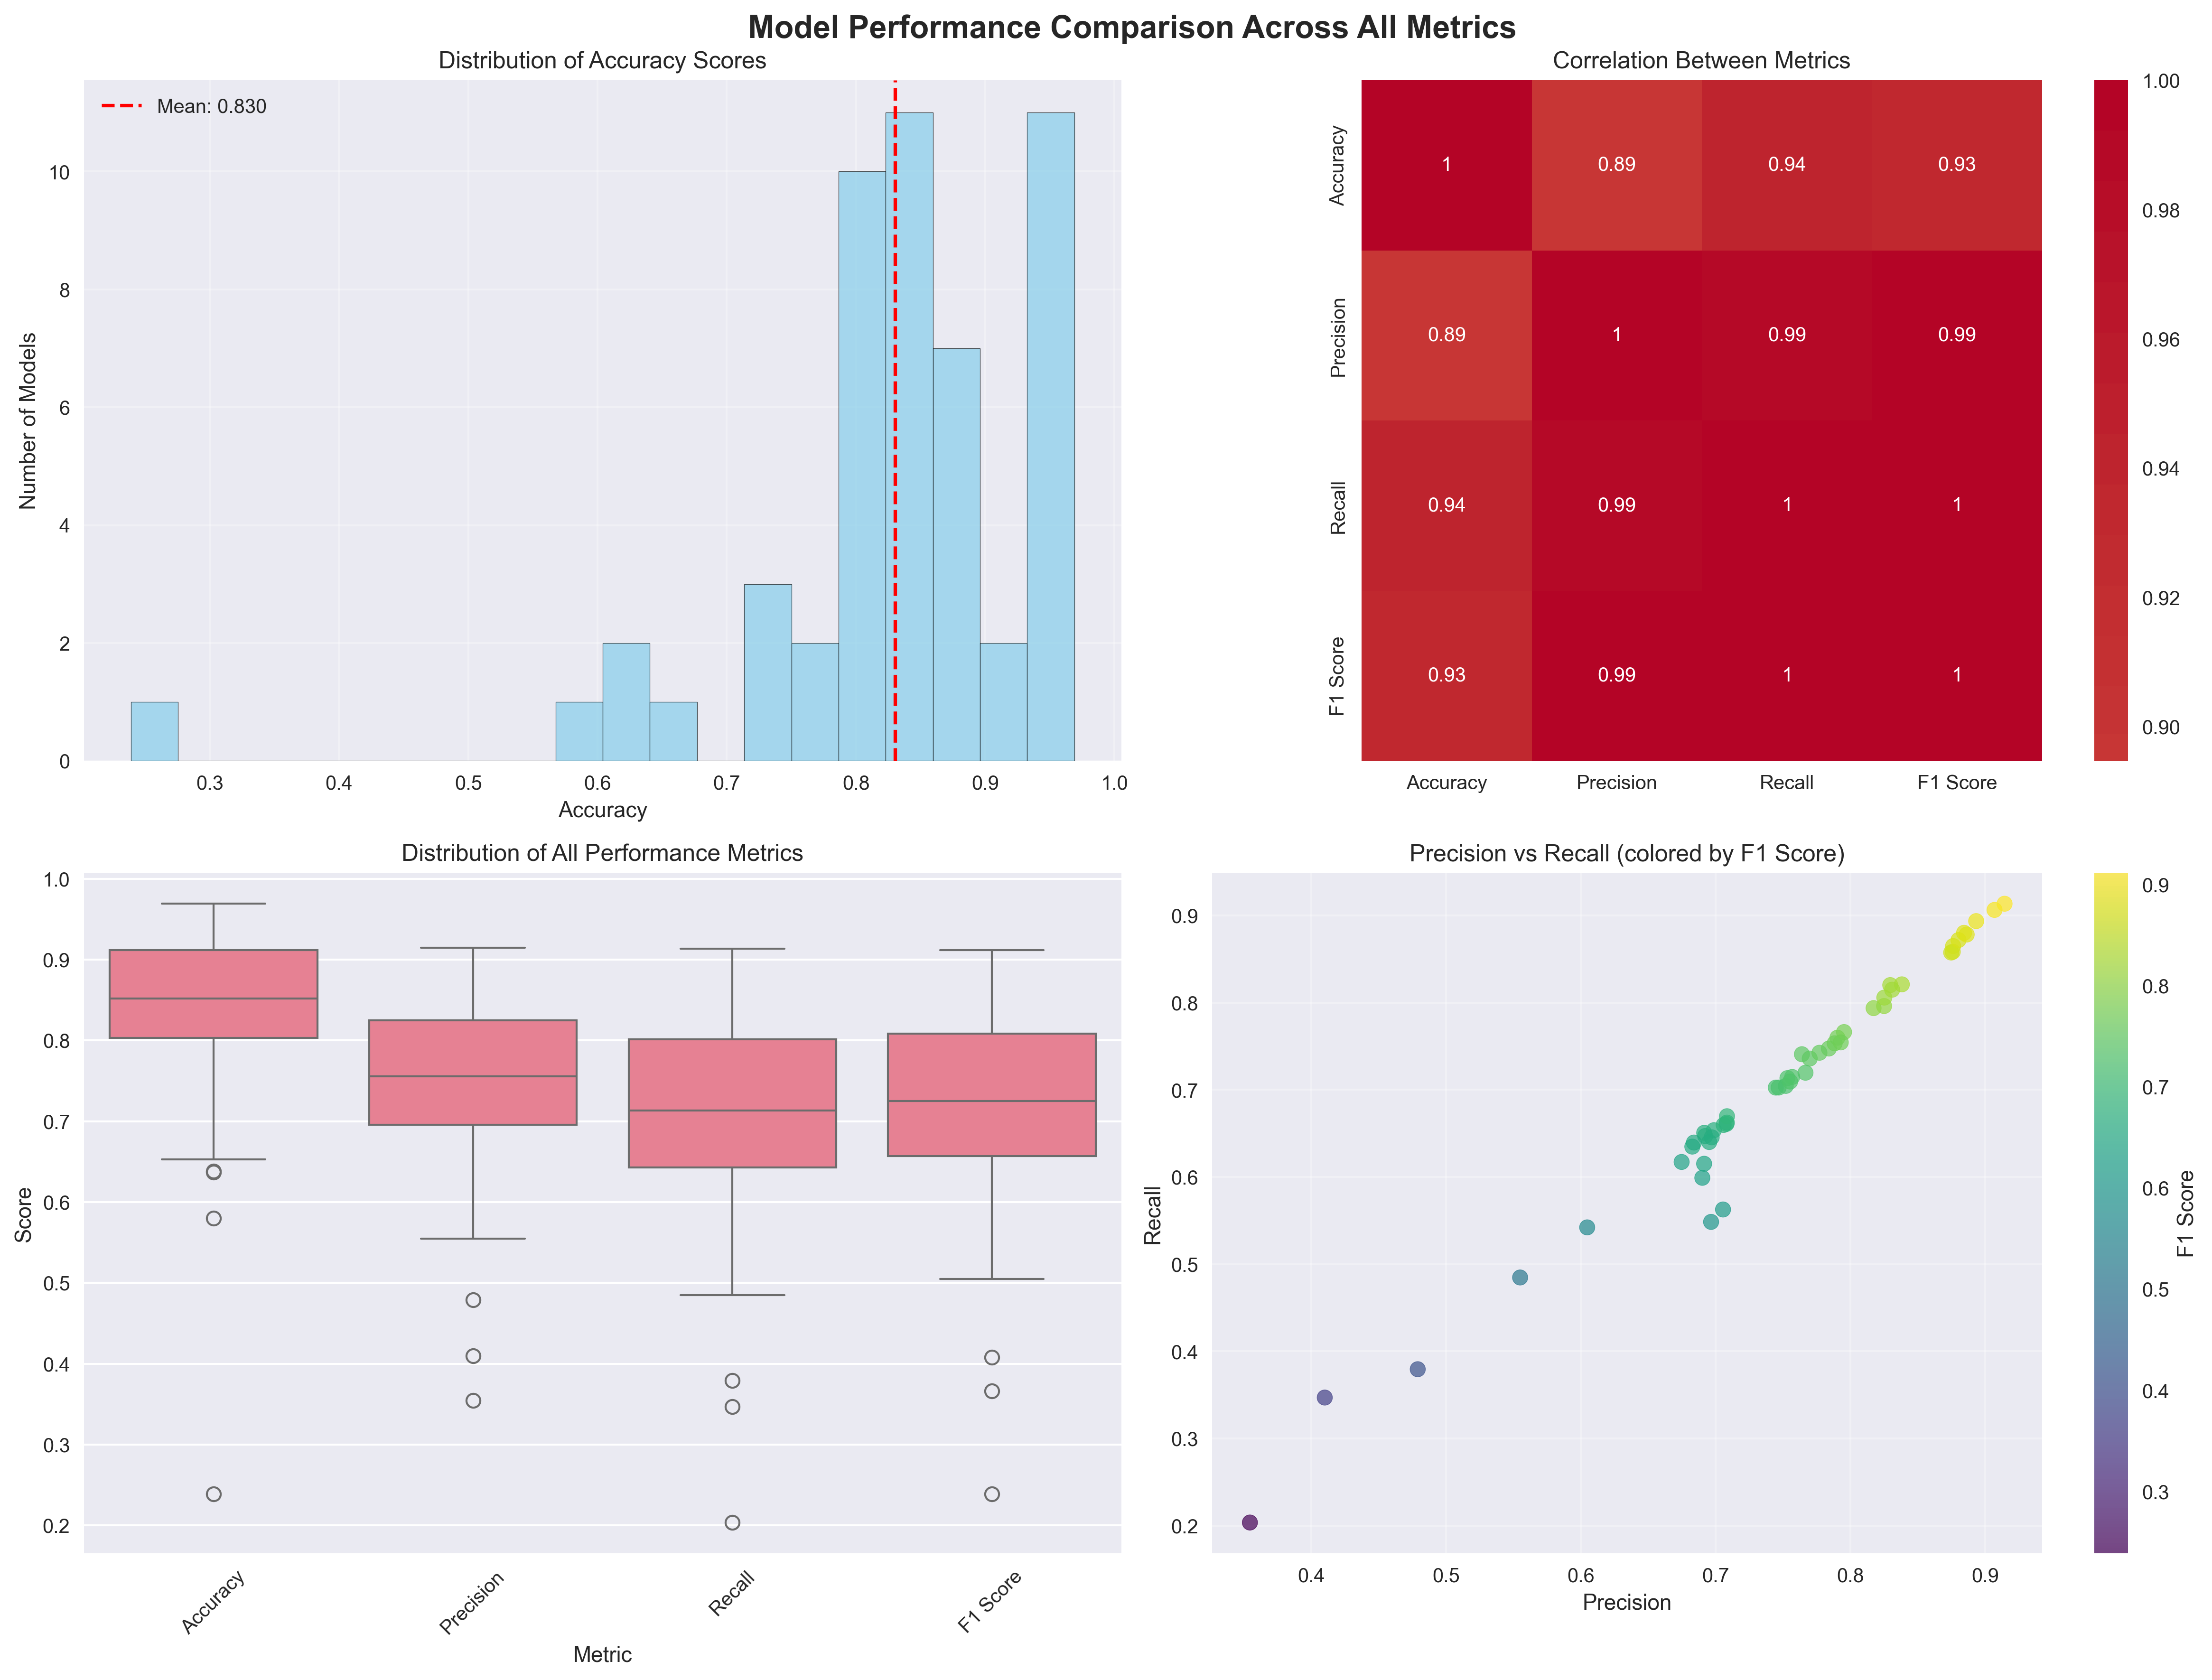 Model Performance Comparison Across All Metrics
Distribution of Accuracy Scores
Mean: 0.830
Number of Models
10
8
6
4
2
0
0.3 0.4 0.5 0.6 0.7 0.8 0.9 1.0
Accuracy
Correlation Between Metrics
Accuracy
Precision
Recall
F1 Score
1 0.89 0.94 0.93
0.89 1 0.99 0.99
0.94 0.99 1 1
0.93 0.99 1 1
Accuracy Precision Recall F1 Score
1.00
0.98
0.96
0.94
0.92
0.90
Distribution of All Performance Metrics
Score
1.0
0.9
0.8
0.7
0.6
0.5
0.4
0.3
0.2
Accuracy Precision Recall F1 Score
Metric
Precision vs Recall (colored by F1 Score)
Recall
0.9
0.8
0.7
0.6
0.5
0.4
0.3
0.2
0.4 0.5 0.6 0.7 0.8 0.9
Precision
0.9
0.8
0.7
0.6
0.5
0.4
0.3
F1 Score